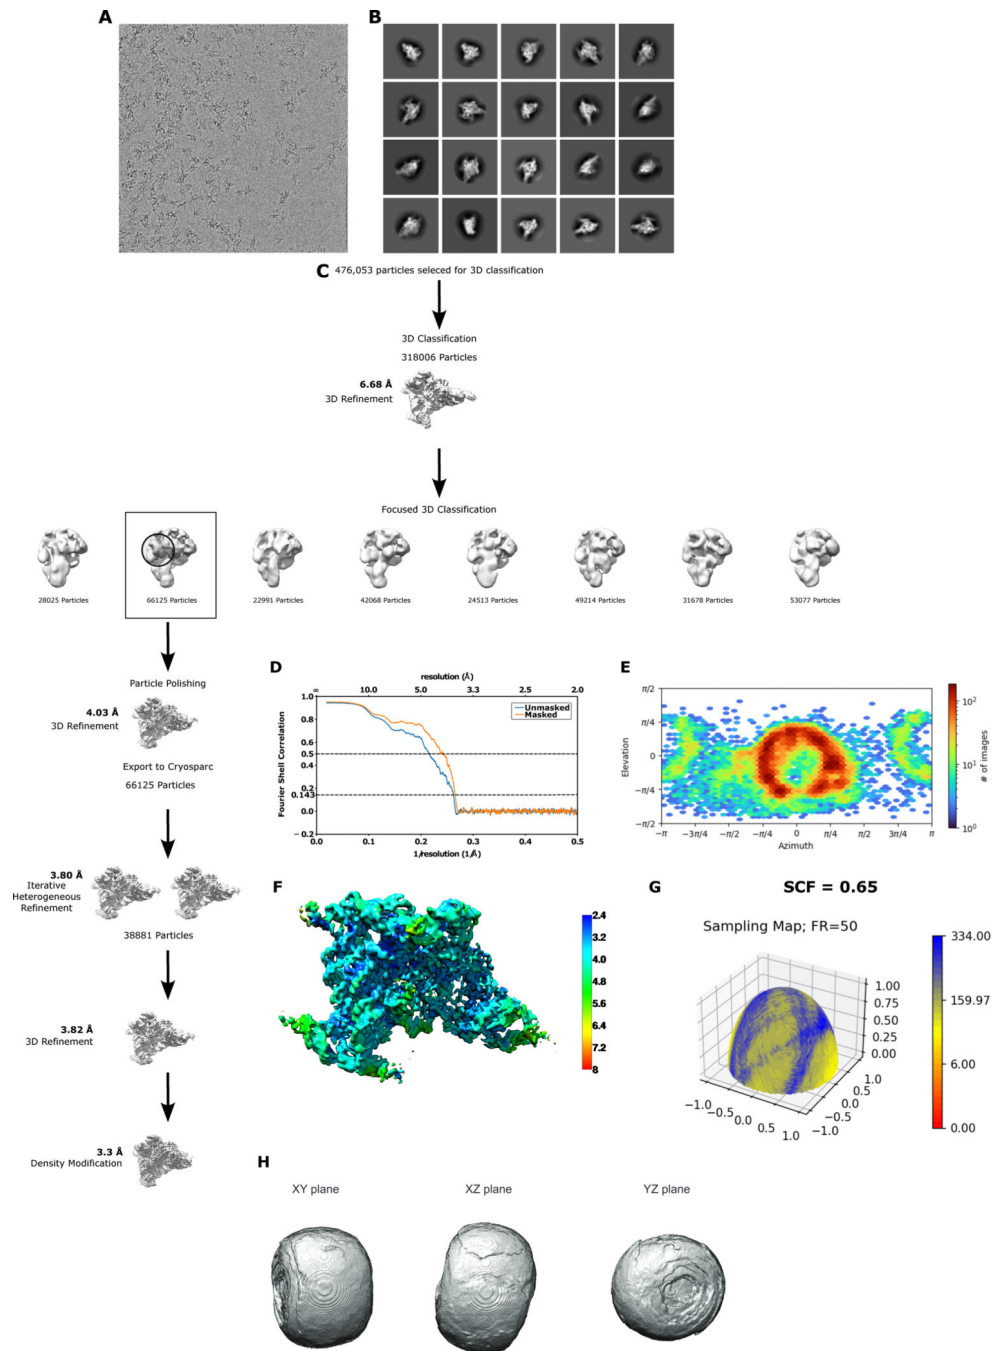 A
B
C 476,053 particles seleced for 3D classification
3D Classification
318006 Particles
6.68 Å
3D Refinement
Focused 3D Classification
28025 Particles
66125 Particles
22991 Particles
42068 Particles
24513 Particles
49214 Particles
31678 Particles
53077 Particles
Particle Polishing
4.03 Å
3D Refinement
Export to Cryosparc
66125 Particles
3.80 Å
Iterative
Heterogeneous
Refinement
38881 Particles
3.82 Å
3D Refinement
3.3 Å
Density Modification
D
resolution (Å)
∞ 10.0 5.0 3.3 2.5 2.0
Unmasked
Masked
Fourier Shell Correlation
1.0
0.8
0.6
0.5
0.4
0.2
0.143
0.0
−0.2
0.0 0.1 0.2 0.3 0.4 0.5
1/resolution (1/Å)
E
Elevation
π/2
π/4
0
−π/4
−π/2
−π −3π/4 −π/2 −π/4 0 π/4 π/2 3π/4 π
Azimuth
10²
10¹
10⁰
# of images
F
2.4
3.2
4.0
4.8
5.6
6.4
7.2
8
G
SCF = 0.65
Sampling Map; FR=50
1.00
0.75
0.50
0.25
0.00
−1.0 −0.5 0.0 0.5 1.0
−1.0 −0.5 0.0 0.5 1.0
334.00
159.97
6.00
0.00
H
XY plane
XZ plane
YZ plane